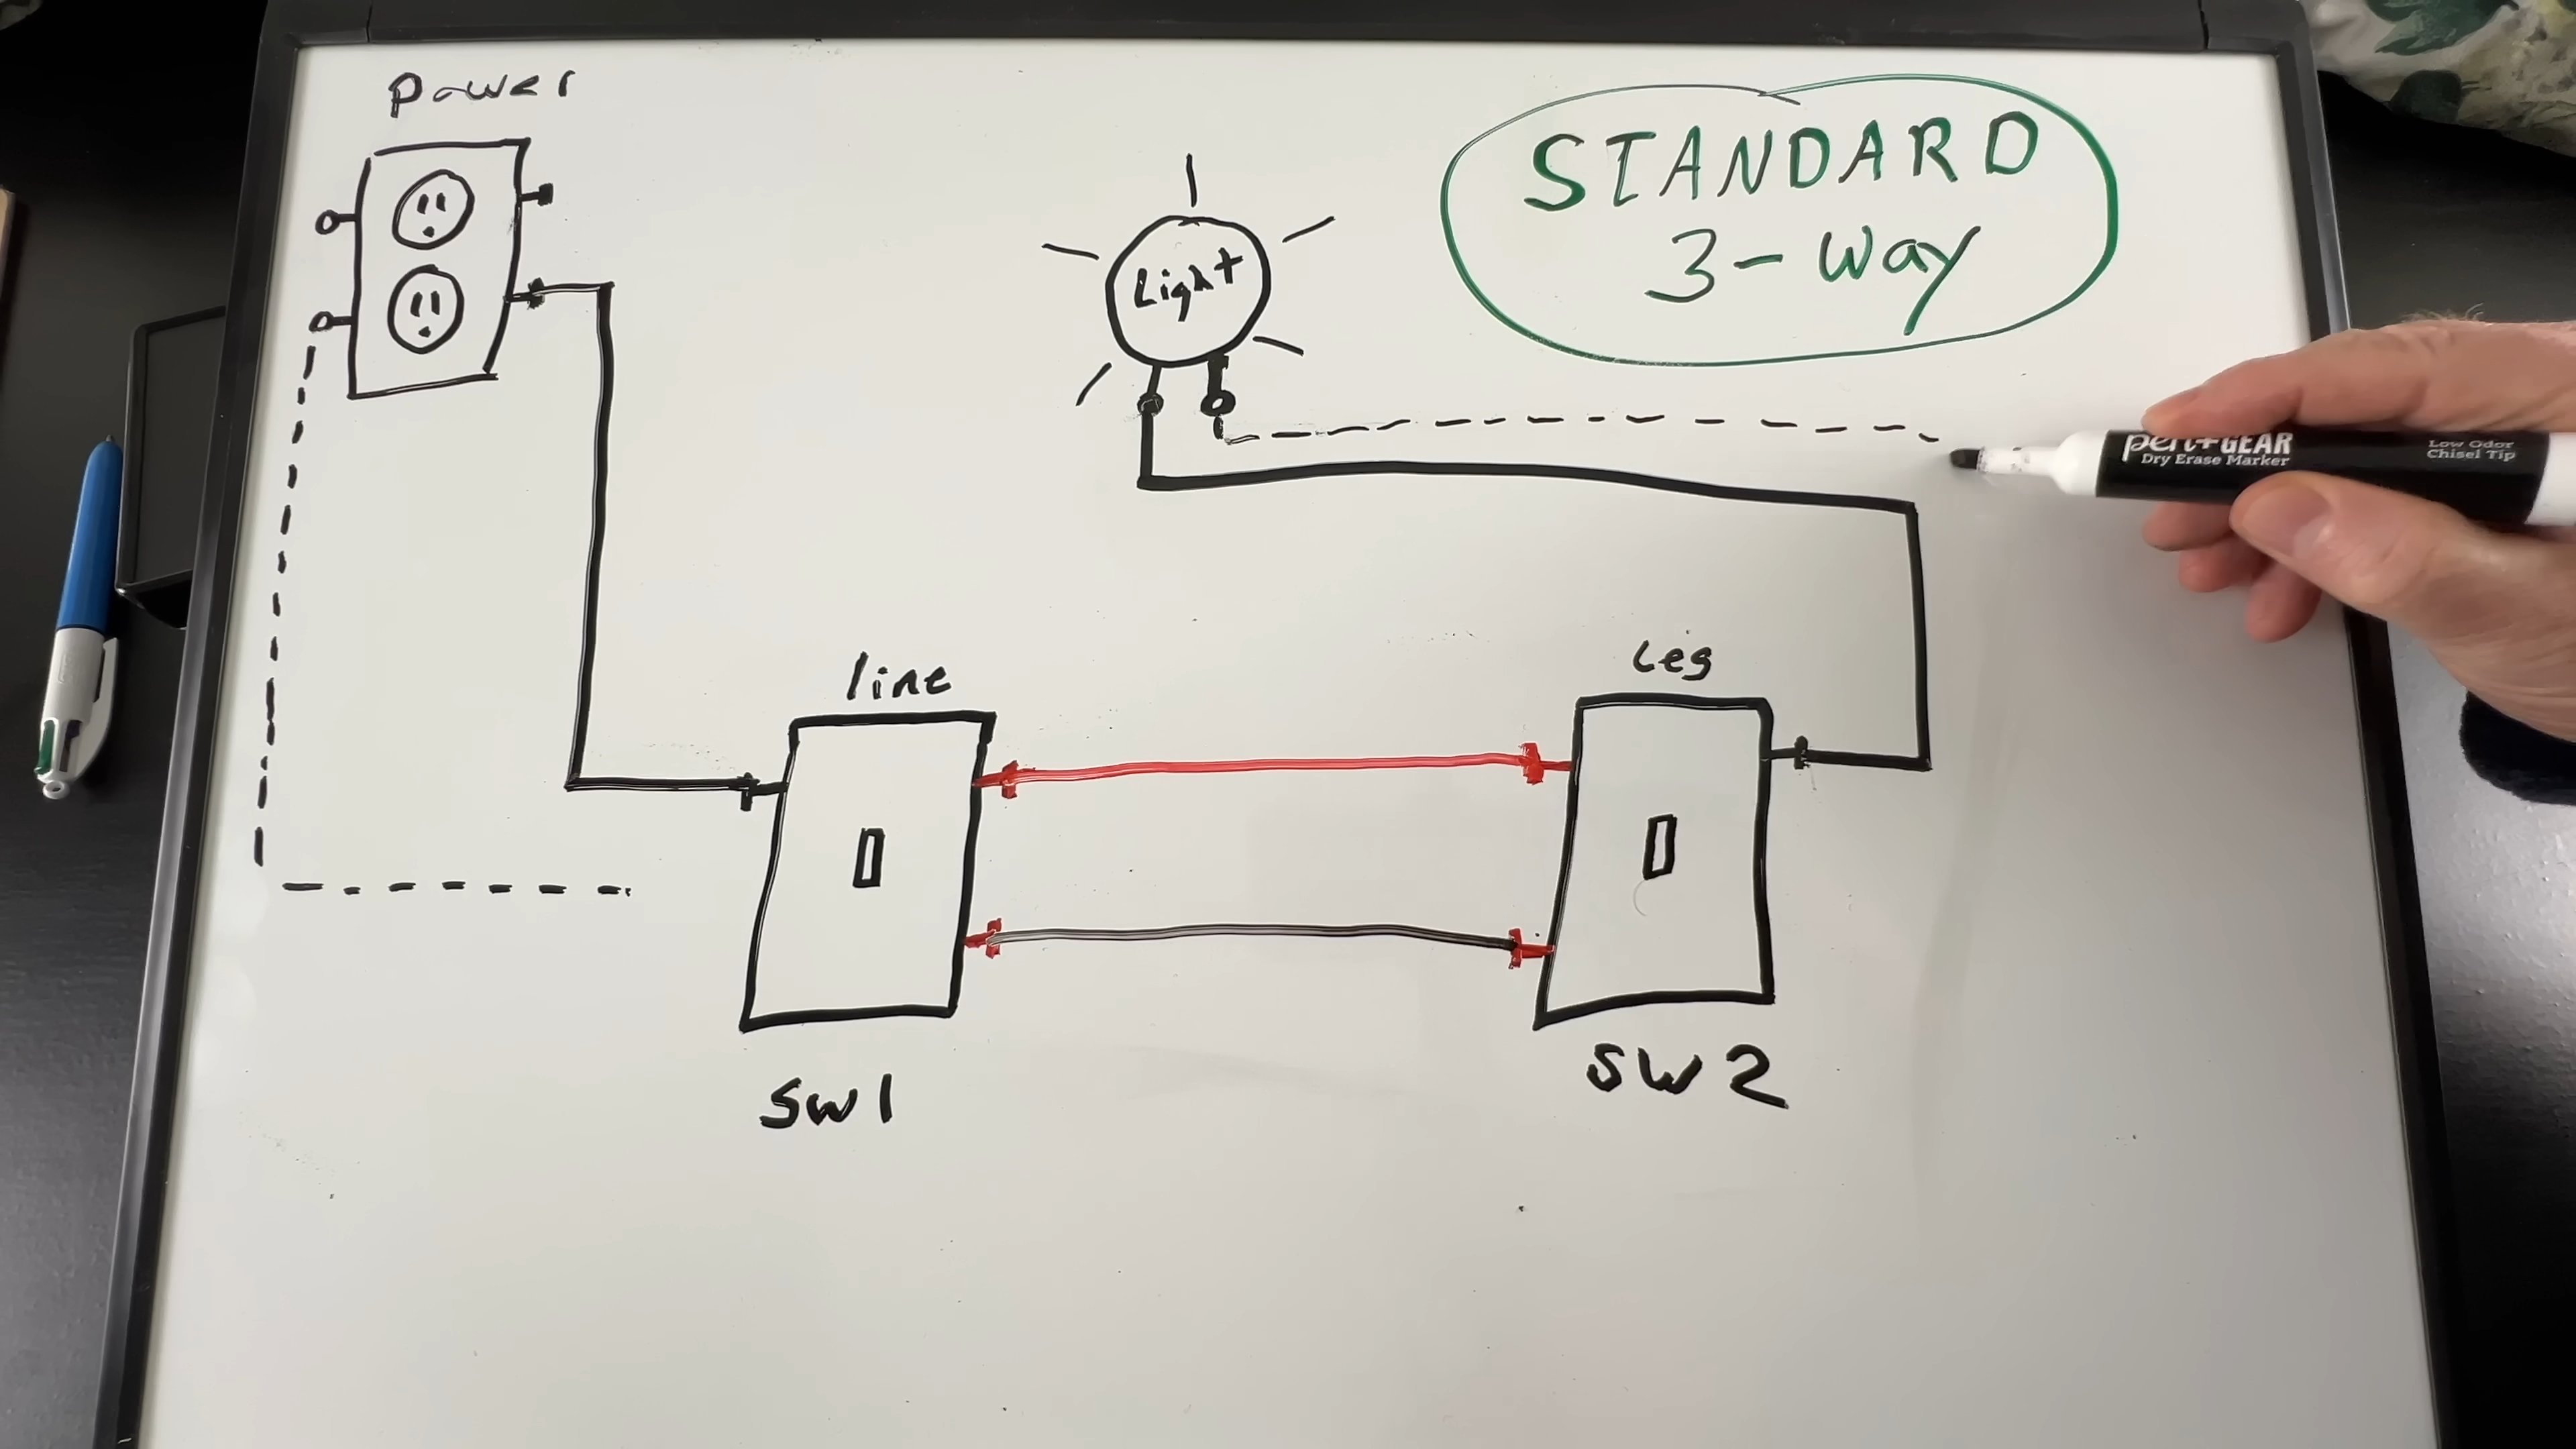 Power
STANDARD
3-Way
Light
pen+GEAR
Dry Erase Marker
Low Odor
Chisel Tip
line
Leg
SW1
SW2